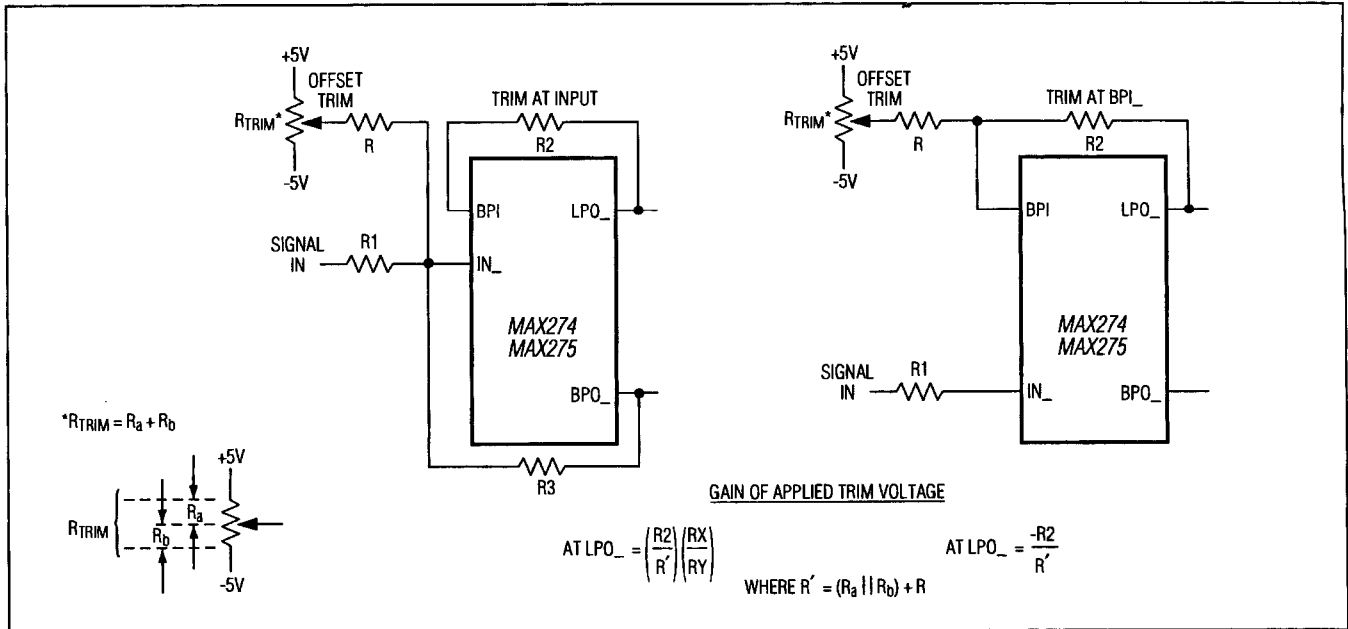 +5V
OFFSET
TRIM
RTRIM*
R
-5V
TRIM AT INPUT
R2
BPI
LPO_
SIGNAL
IN
R1
IN_
MAX274
MAX275
BPO_
R3
+5V
OFFSET
TRIM
RTRIM*
R
-5V
TRIM AT BPI_
R2
BPI
LPO_
MAX274
MAX275
SIGNAL
IN
R1
IN_
BPO_
*RTRIM = Ra + Rb
+5V
RTRIM
Ra
Rb
-5V
GAIN OF APPLIED TRIM VOLTAGE
AT LPO_ = (R2/R′)(RX/RY)
AT LPO_ = -R2/R′
WHERE R′ = (Ra || Rb) + R